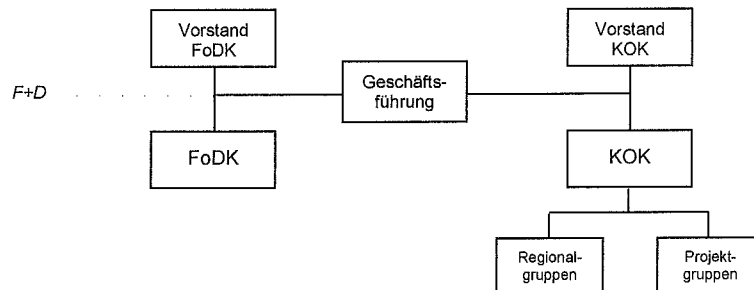 Vorstand
FoDK
Vorstand
KOK
Geschäfts-
führung
F+D
FoDK
KOK
Regional-
gruppen
Projekt-
gruppen